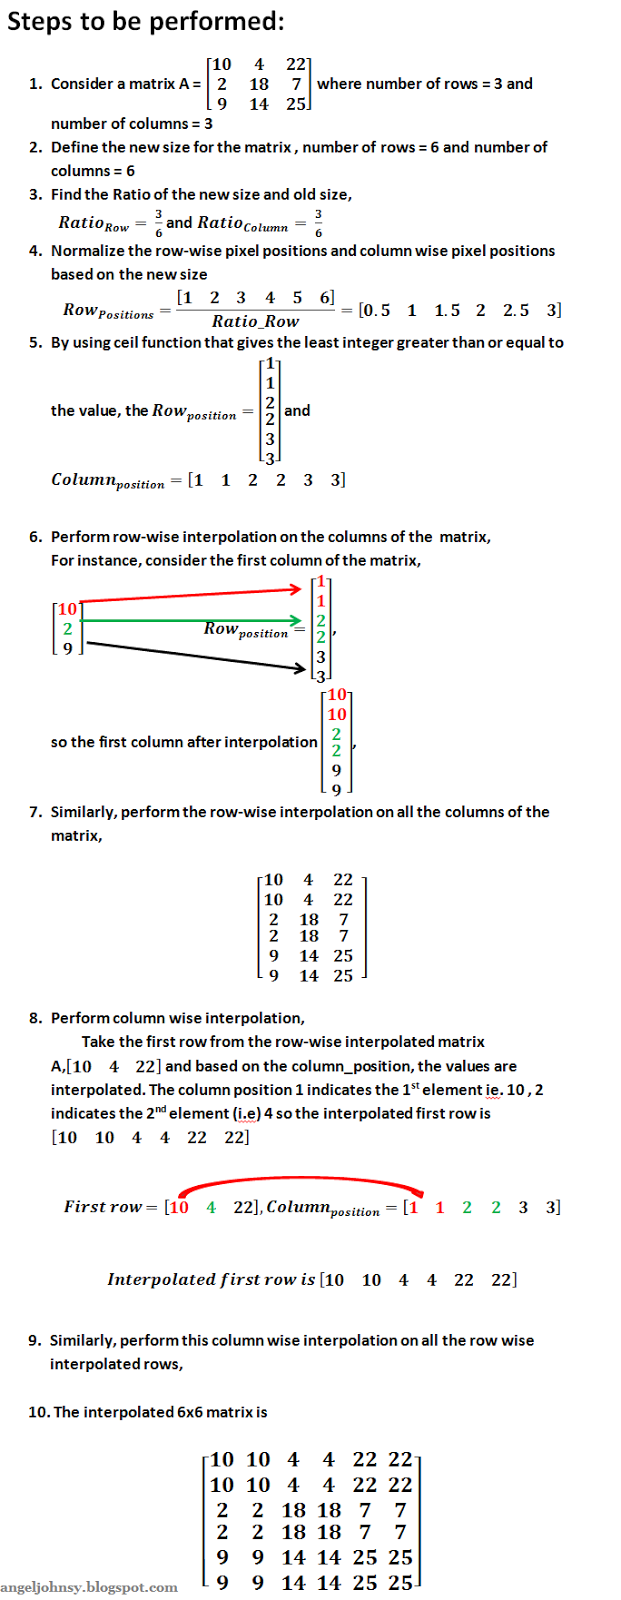 Steps to be performed:
1. Consider a matrix A = [10 4 22; 2 18 7; 9 14 25] where number of rows = 3 and
number of columns = 3
2. Define the new size for the matrix , number of rows = 6 and number of
columns = 6
3. Find the Ratio of the new size and old size,
Ratio_Row = 3/6 and Ratio_Column = 3/6
4. Normalize the row-wise pixel positions and column wise pixel positions
based on the new size
Row_Positions = [1 2 3 4 5 6] / Ratio_Row = [0.5 1 1.5 2 2.5 3]
5. By using ceil function that gives the least integer greater than or equal to
the value, the Row_position = [1; 1; 2; 2; 3; 3] and
Column_position = [1 1 2 2 3 3]
6. Perform row-wise interpolation on the columns of the matrix,
For instance, consider the first column of the matrix,
[10; 2; 9] Row_position = [1; 1; 2; 2; 3; 3],
so the first column after interpolation [10; 10; 2; 2; 9; 9],
7. Similarly, perform the row-wise interpolation on all the columns of the
matrix,
10 4 22
10 4 22
2 18 7
2 18 7
9 14 25
9 14 25
8. Perform column wise interpolation,
Take the first row from the row-wise interpolated matrix
A,[10 4 22] and based on the column_position, the values are
interpolated. The column position 1 indicates the 1st element ie. 10 , 2
indicates the 2nd element (i.e) 4 so the interpolated first row is
[10 10 4 4 22 22]
First row = [10 4 22], Column_position = [1 1 2 2 3 3]
Interpolated first row is [10 10 4 4 22 22]
9. Similarly, perform this column wise interpolation on all the row wise
interpolated rows,
10. The interpolated 6x6 matrix is
10 10 4 4 22 22
10 10 4 4 22 22
2 2 18 18 7 7
2 2 18 18 7 7
9 9 14 14 25 25
9 9 14 14 25 25
angeljohnsy.blogspot.com